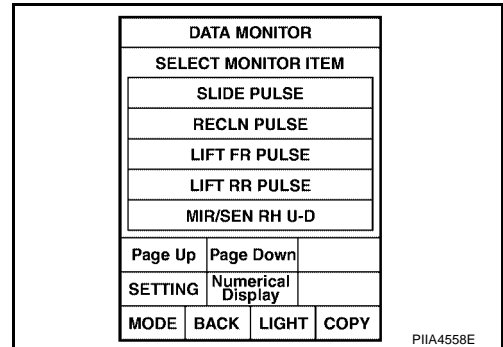 DATA MONITOR
SELECT MONITOR ITEM
SLIDE PULSE
RECLN PULSE
LIFT FR PULSE
LIFT RR PULSE
MIR/SEN RH U-D
Page Up Page Down
SETTING Numerical Display
MODE BACK LIGHT COPY
PIIA4558E